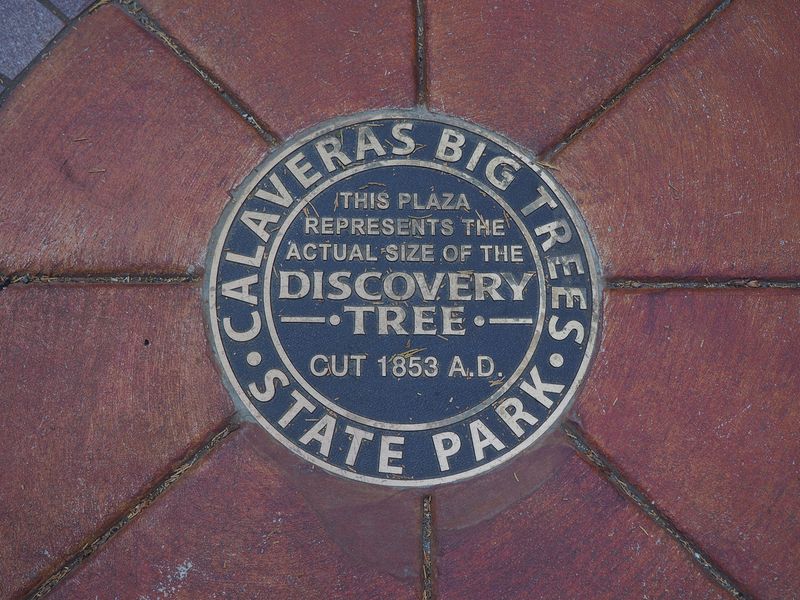 CALAVERAS BIG TREES
• STATE PARK •
THIS PLAZA
REPRESENTS THE
ACTUAL SIZE OF THE
DISCOVERY
—• TREE •—
CUT 1853 A.D.